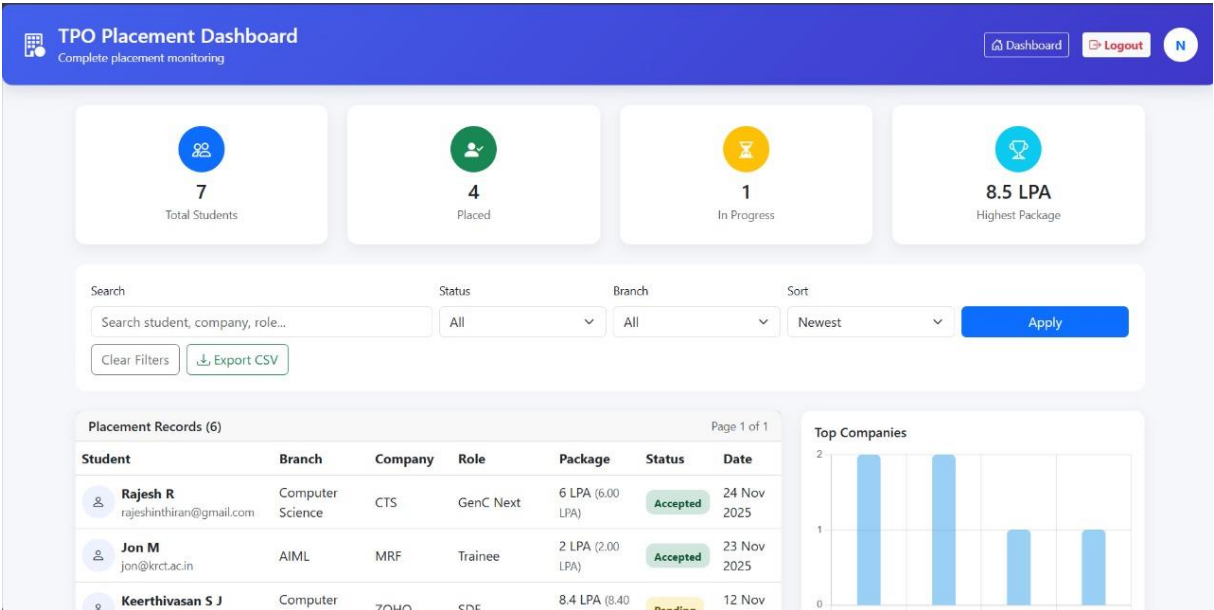 TPO Placement Dashboard
Complete placement monitoring
Dashboard
Logout
N
7
Total Students
4
Placed
1
In Progress
8.5 LPA
Highest Package
Search
Status
Branch
Sort
Search student, company, role...
All
All
Newest
Apply
Clear Filters
Export CSV
Placement Records (6)
Page 1 of 1
Student Branch Company Role Package Status Date
Rajesh R
rajeshinthiran@gmail.com
Computer
Science
CTS
GenC Next
6 LPA (6.00
LPA)
Accepted
24 Nov
2025
Jon M
jon@krct.ac.in
AIML
MRF
Trainee
2 LPA (2.00
LPA)
Accepted
23 Nov
2025
Keerthivasan S J
Computer
ZOHO
SDE
8.4 LPA (8.40
Pending
12 Nov
Top Companies
2
1
0